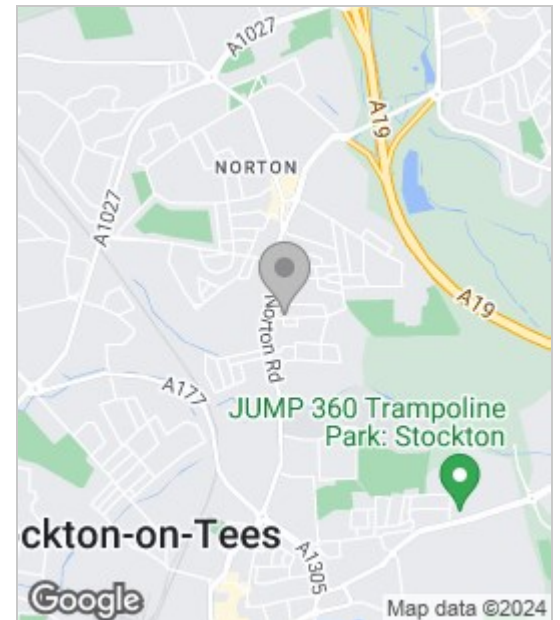 A1027
A19
NORTON
A1027
A19
Norton Rd
A177
JUMP 360 Trampoline
Park: Stockton
ckton-on-Tees
A1305
Google
Map data ©2024